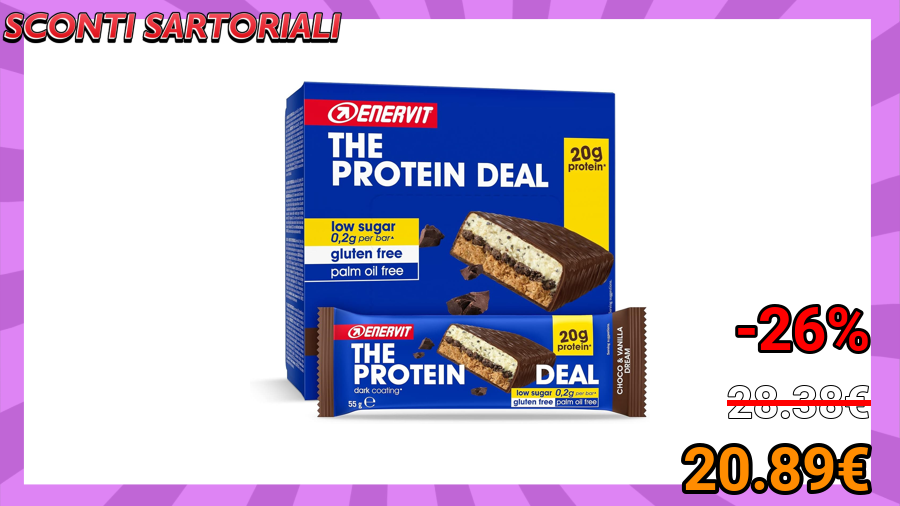 SCONTI SARTORIALI
ENERVIT
THE
PROTEIN DEAL
20g
protein*
low sugar
0,2g per bar*
gluten free
palm oil free
ENERVIT
THE
PROTEIN DEAL
dark coating*
55 g ℮
20g
protein*
low sugar 0,2g per bar*
gluten free palm oil free
CHOCO & VANILLA
DREAM
-26%
28.38€
20.89€